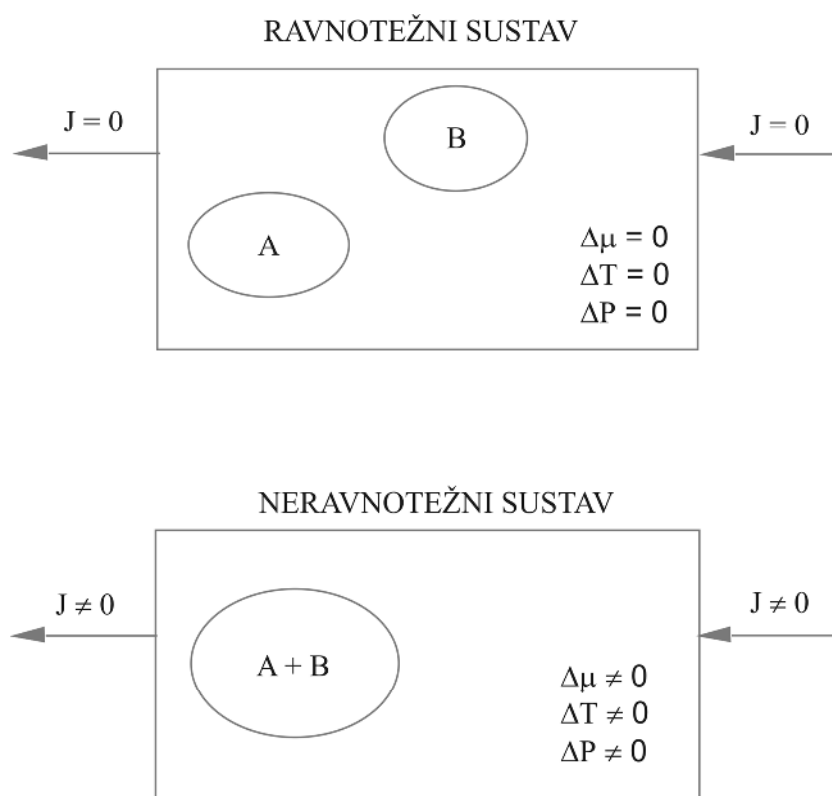 RAVNOTEŽNI SUSTAV
J = 0
J = 0
B
A
Δμ = 0
ΔT = 0
ΔP = 0
NERAVNOTEŽNI SUSTAV
J ≠ 0
J ≠ 0
A + B
Δμ ≠ 0
ΔT ≠ 0
ΔP ≠ 0